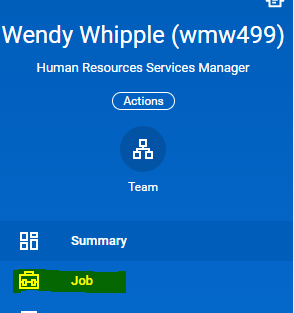 Wendy Whipple (wmw499)
Human Resources Services Manager
Actions
Team
Summary
Job